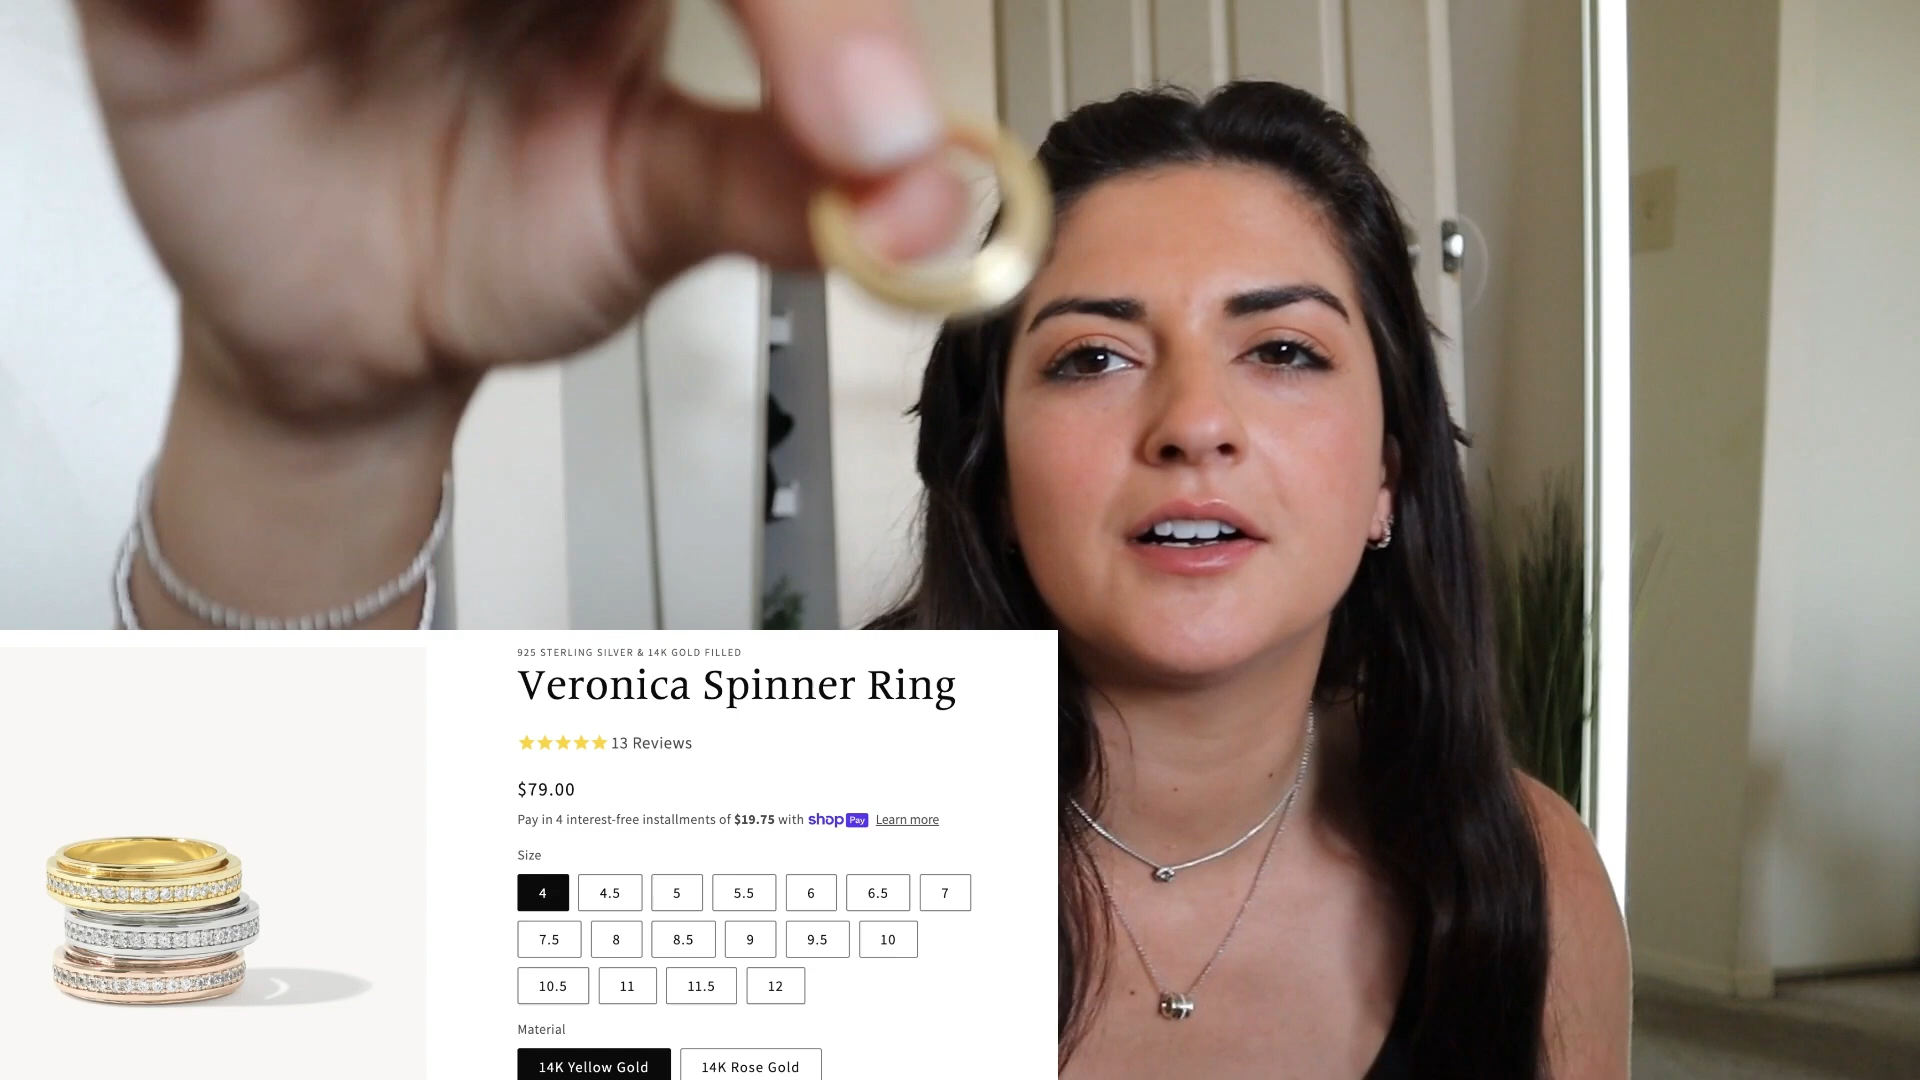 925 STERLING SILVER & 14K GOLD FILLED
Veronica Spinner Ring
13 Reviews
$79.00
Pay in 4 interest-free installments of $19.75 with shop Pay Learn more
Size
4 4.5 5 5.5 6 6.5 7
7.5 8 8.5 9 9.5 10
10.5 11 11.5 12
Material
14K Yellow Gold 14K Rose Gold